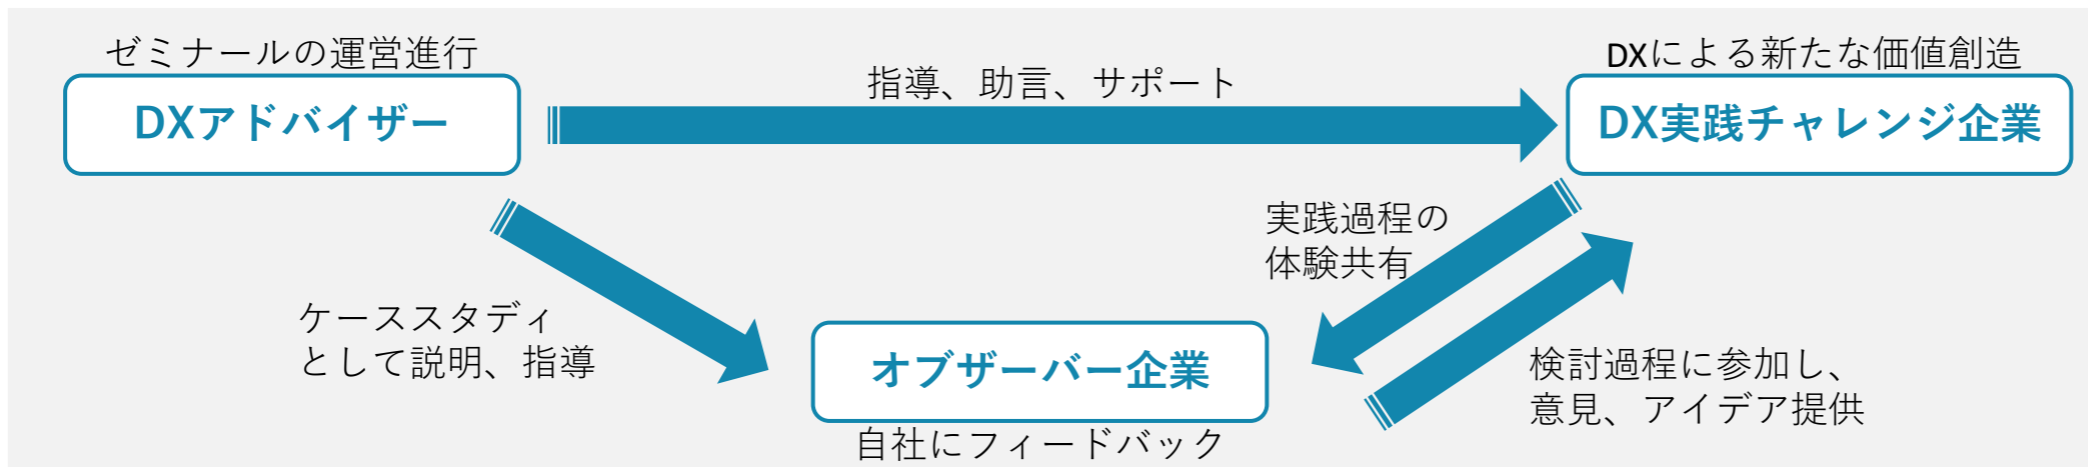 ゼミナールの運営進行
DXアドバイザー
指導、助言、サポート
DXによる新たな価値創造
DX実践チャレンジ企業
実践過程の
体験共有
ケーススタディ
として説明、指導
オブザーバー企業
自社にフィードバック
検討過程に参加し、
意見、アイデア提供